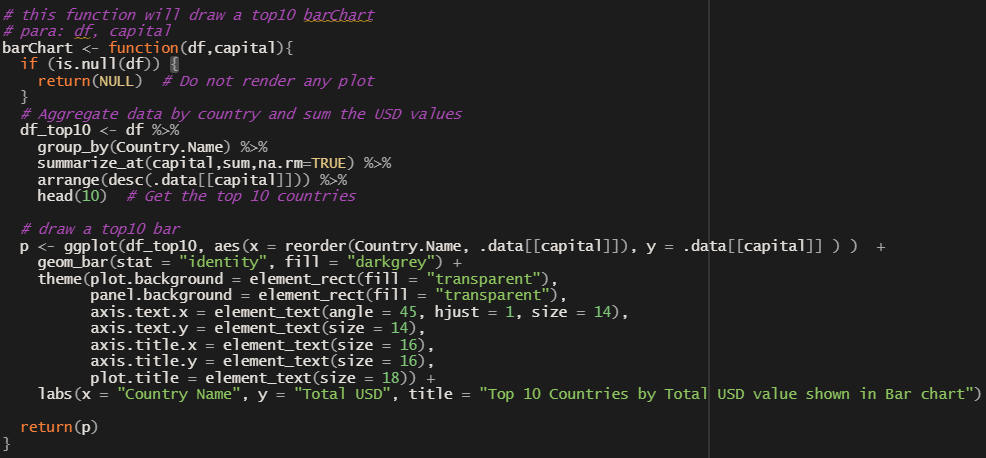 # this function will draw a top10 barChart
# para: df, capital
barChart <- function(df,capital){
  if (is.null(df)) {
    return(NULL)  # Do not render any plot
  }
  # Aggregate data by country and sum the USD values
  df_top10 <- df %>%
    group_by(Country.Name) %>%
    summarize_at(capital,sum,na.rm=TRUE) %>%
    arrange(desc(.data[[capital]])) %>%
    head(10)  # Get the top 10 countries

  # draw a top10 bar
  p <- ggplot(df_top10, aes(x = reorder(Country.Name, .data[[capital]]), y = .data[[capital]] ) )  +
    geom_bar(stat = "identity", fill = "darkgrey") +
    theme(plot.background = element_rect(fill = "transparent"),
          panel.background = element_rect(fill = "transparent"),
          axis.text.x = element_text(angle = 45, hjust = 1, size = 14),
          axis.text.y = element_text(size = 14),
          axis.title.x = element_text(size = 16),
          axis.title.y = element_text(size = 16),
          plot.title = element_text(size = 18)) +
    labs(x = "Country Name", y = "Total USD", title = "Top 10 Countries by Total USD value shown in Bar chart")

  return(p)
}